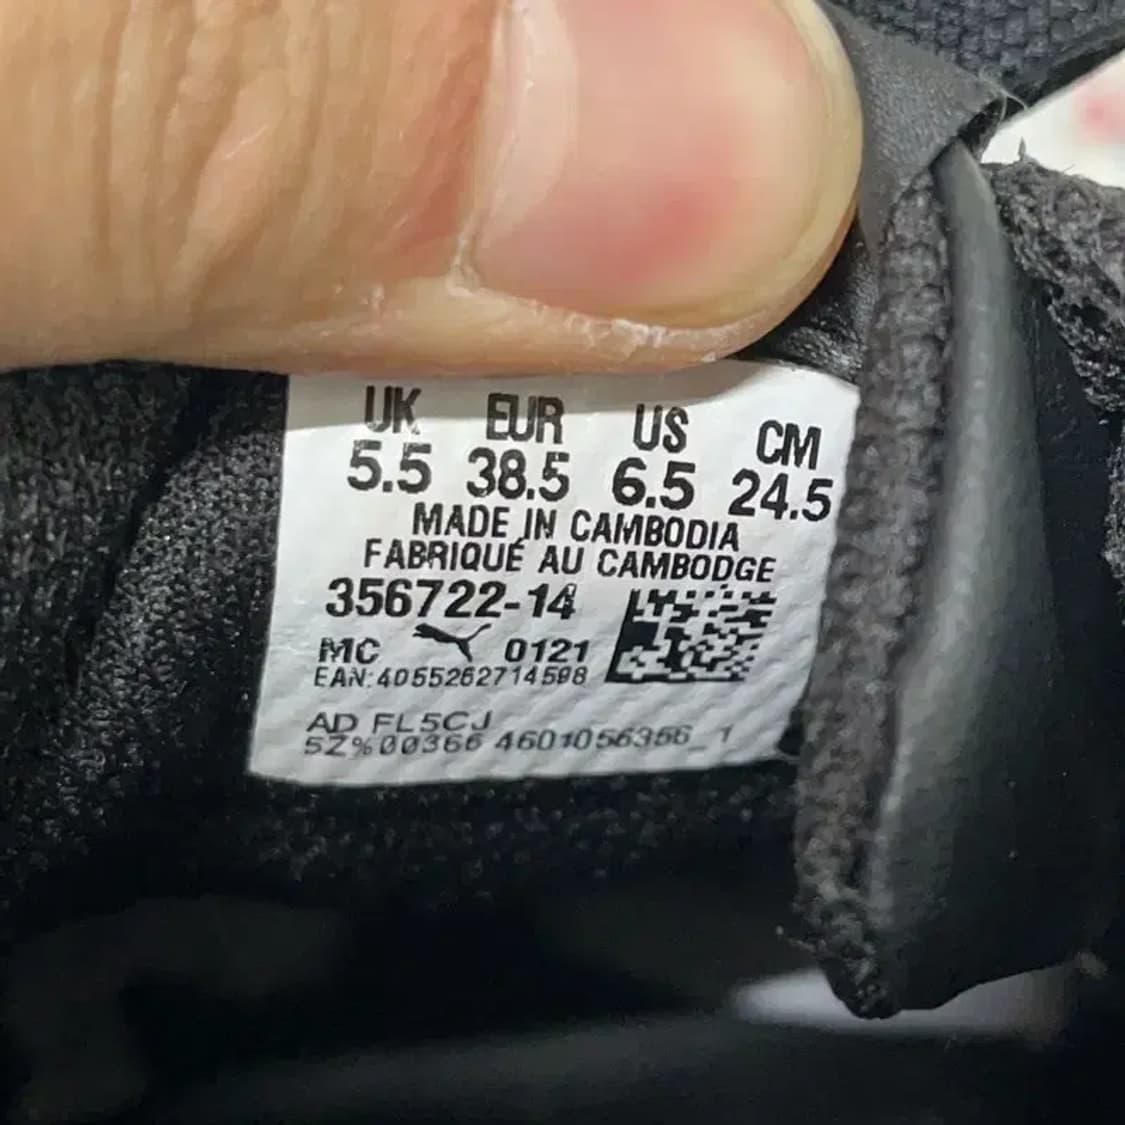 UK EUR US CM
5.5 38.5 6.5 24.5
MADE IN CAMBODIA
FABRIQUÉ AU CAMBODGE
356722-14
MC 0121
EAN:4055262714598
AD FL5CJ
5Z%00366 4601056356_1